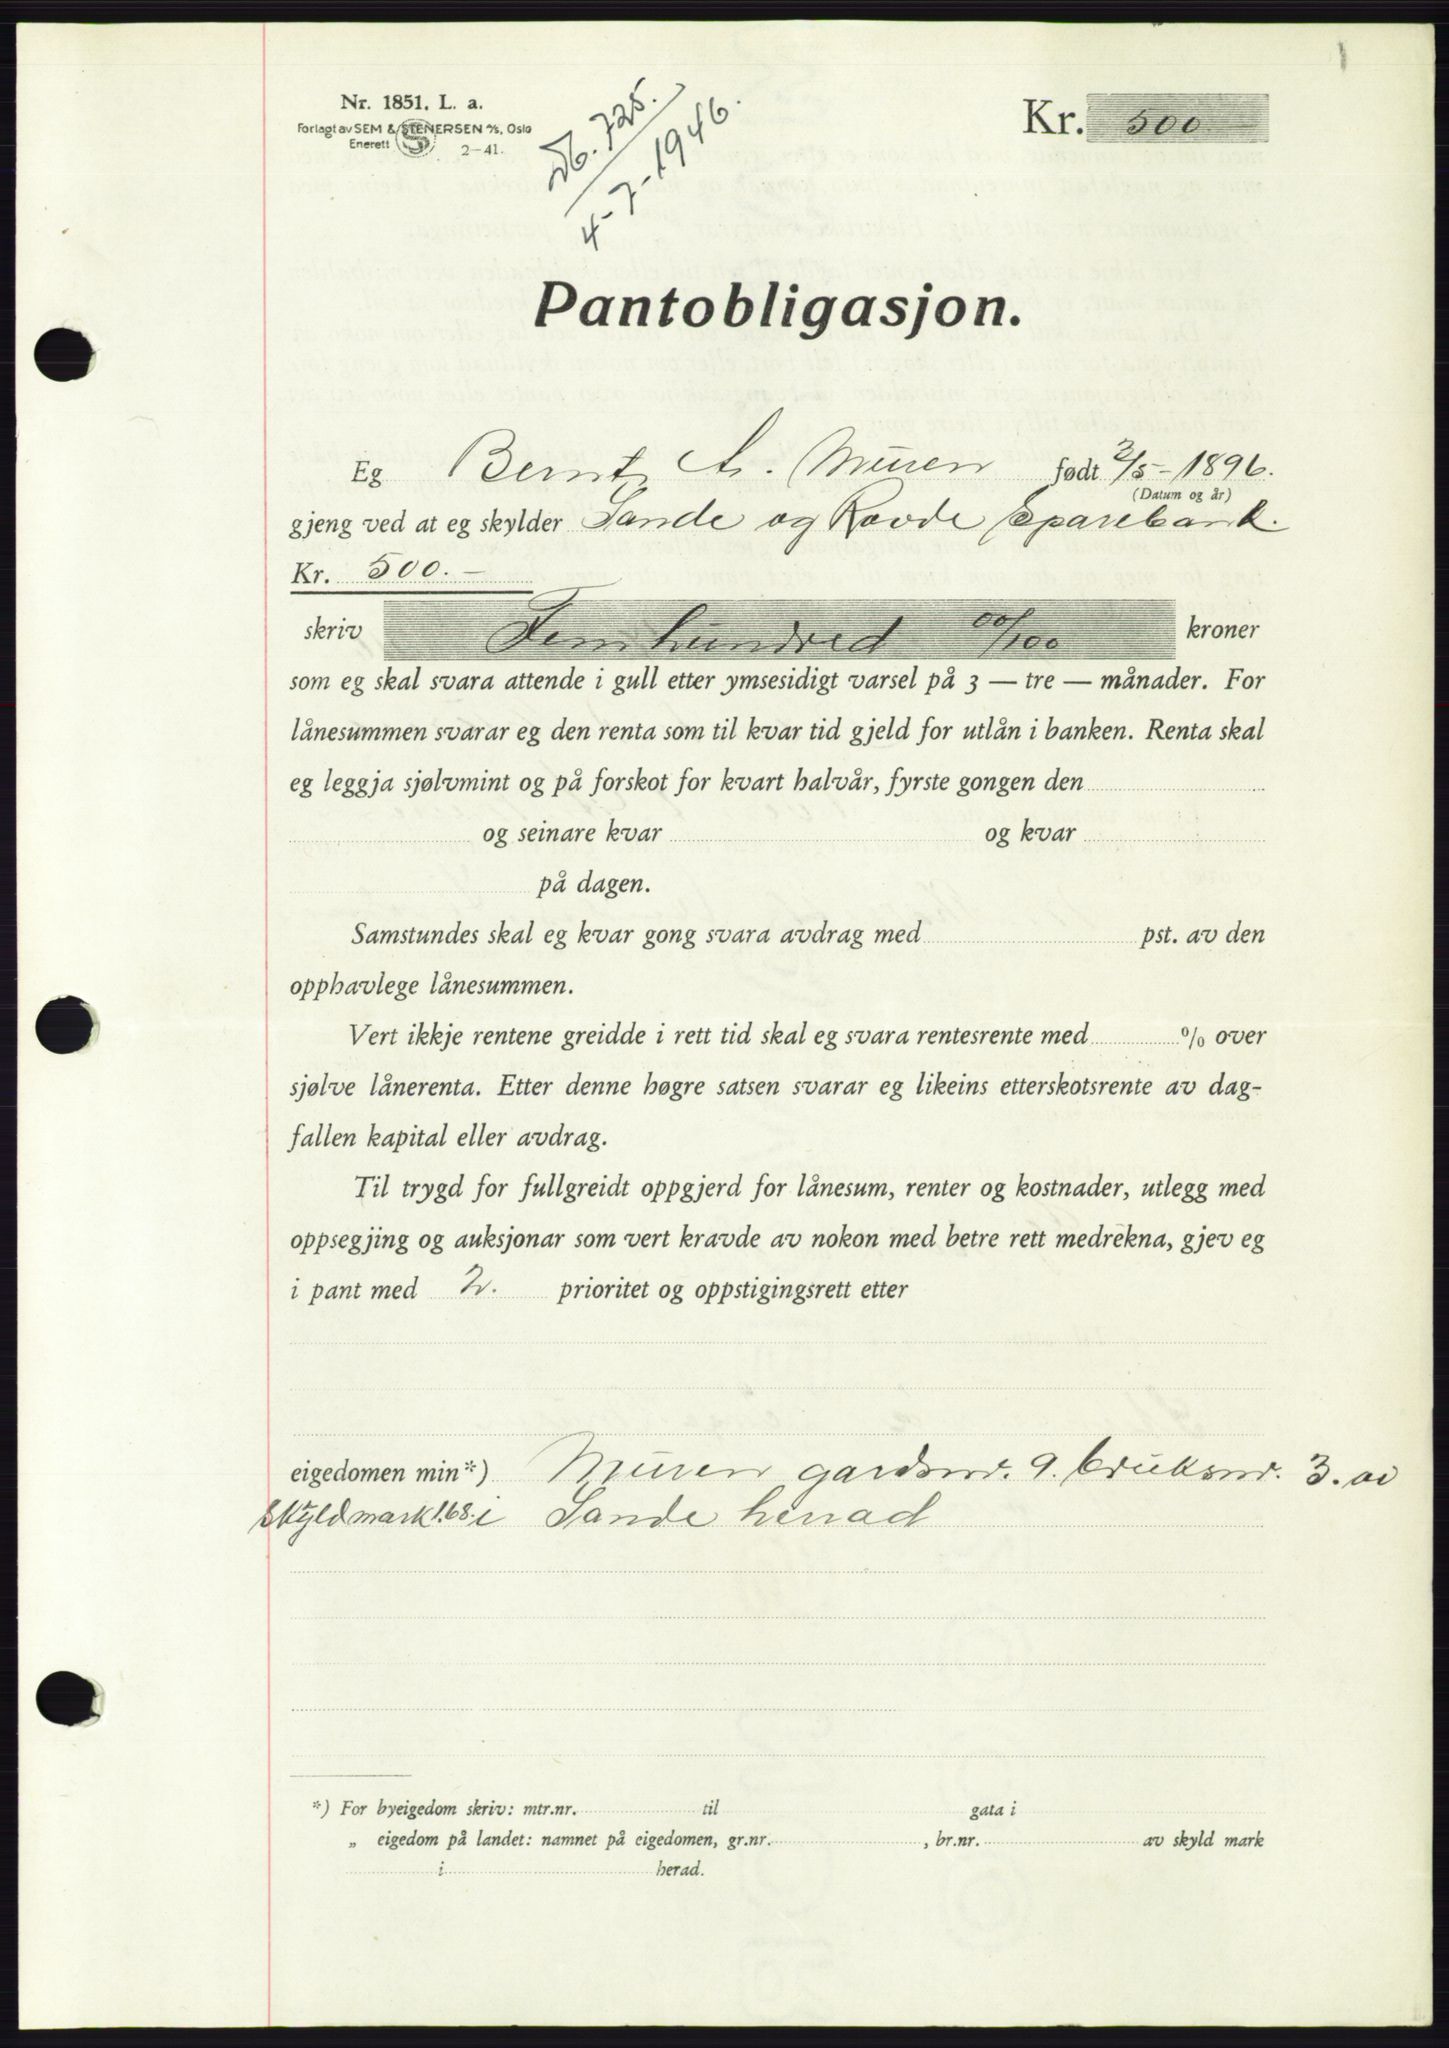 Nr. 1851. L. a.
Forlagt av SEM & STENERSEN A/S, Oslo
Enerett 2-41.
Db. 725.
4-7-1946.
Kr. 500
Pantobligasjon.
Eg Bernt A. Muren født 2/5-1896.
(Datum og år)
gjeng ved at eg skylder Sande og Rovde Sparebank.
Kr. 500.-
skriv Fem hundred 00/100 kroner
som eg skal svara attende i gull etter ymsesidigt varsel på 3 — tre — månader. For
lånesummen svarar eg den renta som til kvar tid gjeld for utlån i banken. Renta skal
eg leggja sjølvmint og på forskot for kvart halvår, fyrste gongen den
og seinare kvar og kvar
på dagen.
Samstundes skal eg kvar gong svara avdrag med pst. av den
opphavlege lånesummen.
Vert ikkje rentene greidde i rett tid skal eg svara rentesrente med % over
sjølve lånerenta. Etter denne høgre satsen svarar eg likeins etterskotsrente av dag-
fallen kapital eller avdrag.
Til trygd for fullgreidt oppgjerd for lånesum, renter og kostnader, utlegg med
oppsegjing og auksjonar som vert kravde av nokon med betre rett medrekna, gjev eg
i pant med 2. prioritet og oppstigingsrett etter
eigedomen min*) Muren gardsnr. 9. bruksnr. 3. av
Skyldmark 1.68. i Sande herrad
*) For byeigedom skriv: mtr.nr. til gata i
„ eigedom på landet: namnet på eigedomen, gr.nr. , br.nr. av skyld mark
i herad.